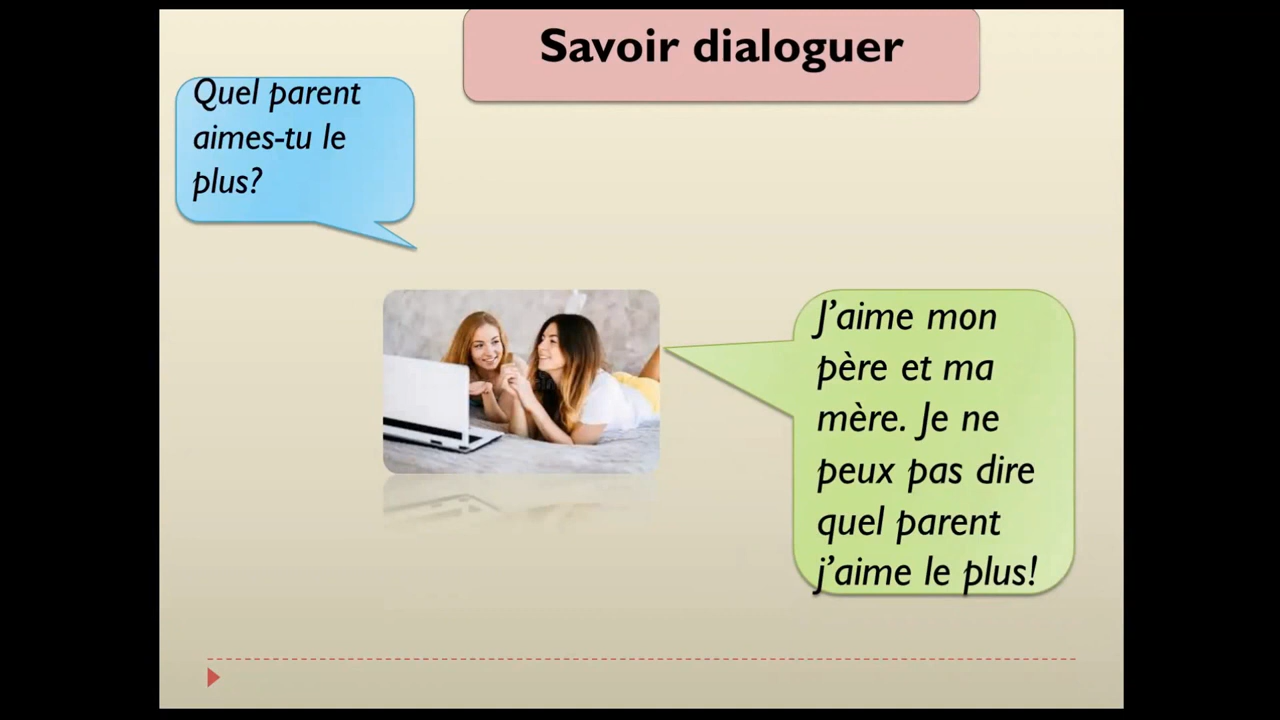 Savoir dialoguer
Quel parent
aimes-tu le
plus?
J’aime mon
père et ma
mère. Je ne
peux pas dire
quel parent
j’aime le plus!